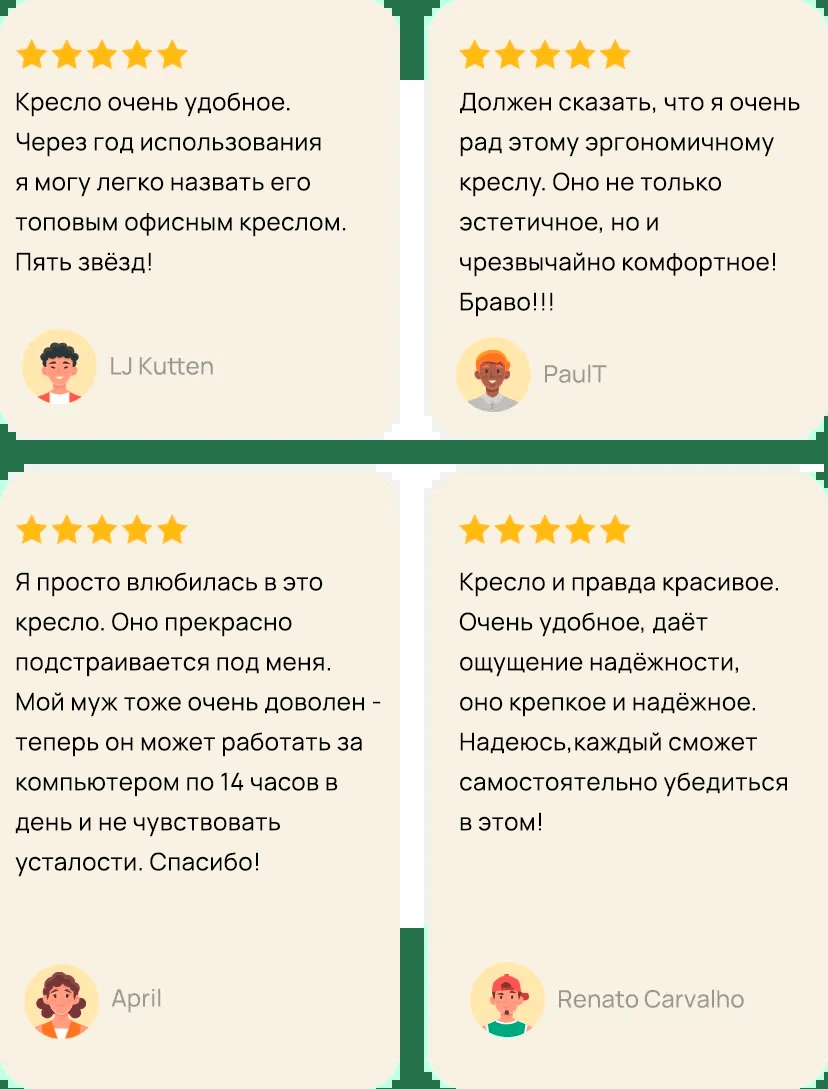 Кресло очень удобное.
Через год использования
я могу легко назвать его
топовым офисным креслом.
Пять звёзд!
LJ Kutten
Должен сказать, что я очень
рад этому эргономичному
креслу. Оно не только
эстетичное, но и
чрезвычайно комфортное!
Браво!!!
PaulT
Я просто влюбилась в это
кресло. Оно прекрасно
подстраивается под меня.
Мой муж тоже очень доволен -
теперь он может работать за
компьютером по 14 часов в
день и не чувствовать
усталости. Спасибо!
April
Кресло и правда красивое.
Очень удобное, даёт
ощущение надёжности,
оно крепкое и надёжное.
Надеюсь,каждый сможет
самостоятельно убедиться
в этом!
Renato Carvalho